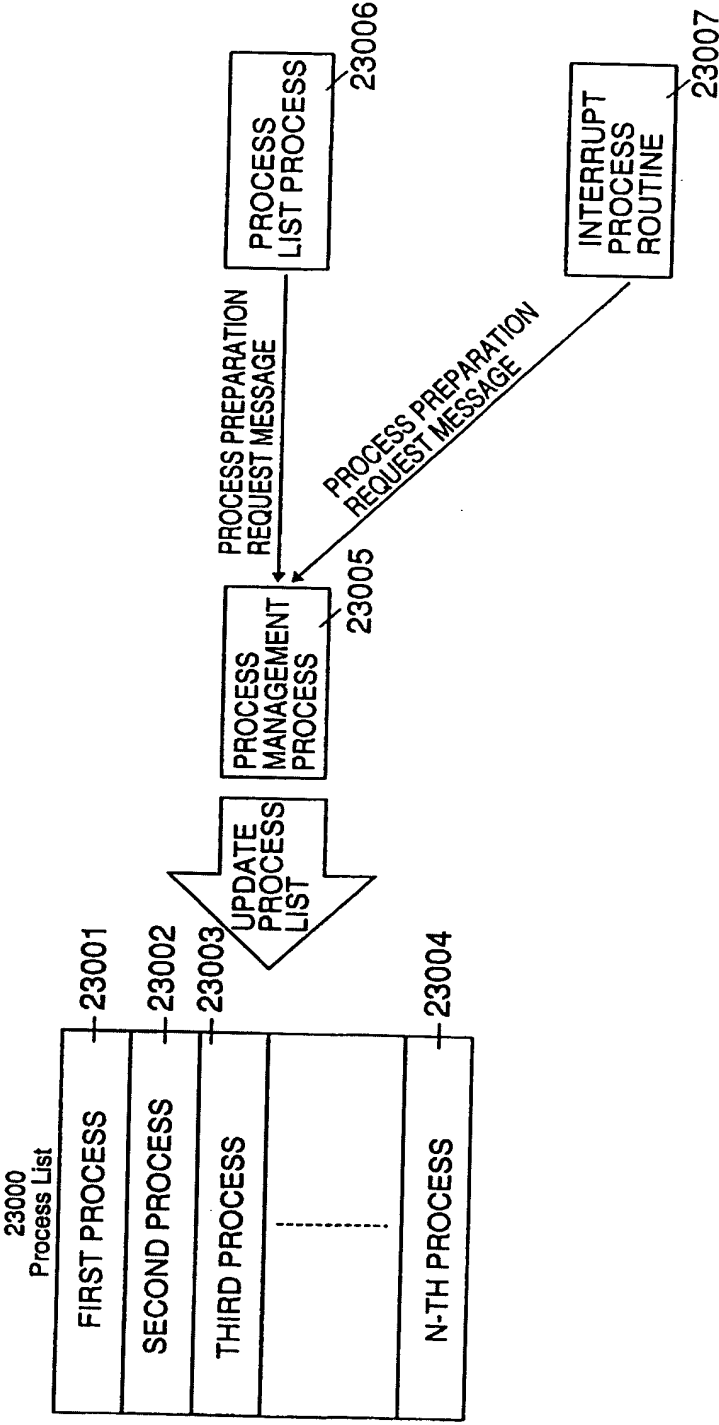 23000
Process List
FIRST PROCESS
23001
SECOND PROCESS
23002
THIRD PROCESS
23003
N-TH PROCESS
23004
UPDATE
PROCESS
LIST
PROCESS
MANAGEMENT
PROCESS
23005
PROCESS PREPARATION
REQUEST MESSAGE
PROCESS
LIST PROCESS
23006
PROCESS PREPARATION
REQUEST MESSAGE
INTERRUPT
PROCESS
ROUTINE
23007